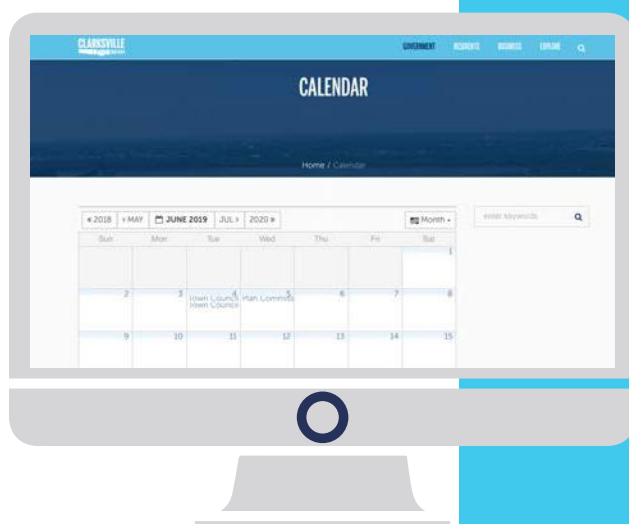 CLARKSVILLE
GOVERNMENT RESIDENTS BUSINESS EXPLORE
CALENDAR
Home / Calendar
« 2018 ‹ MAY JUNE 2019 JUL › 2020 » Month
enter keywords
Sun Mon Tue Wed Thu Fri Sat
1
2 3 4 5 6 7 8
Town Council Plan Commiss
Town Council
9 10 11 12 13 14 15